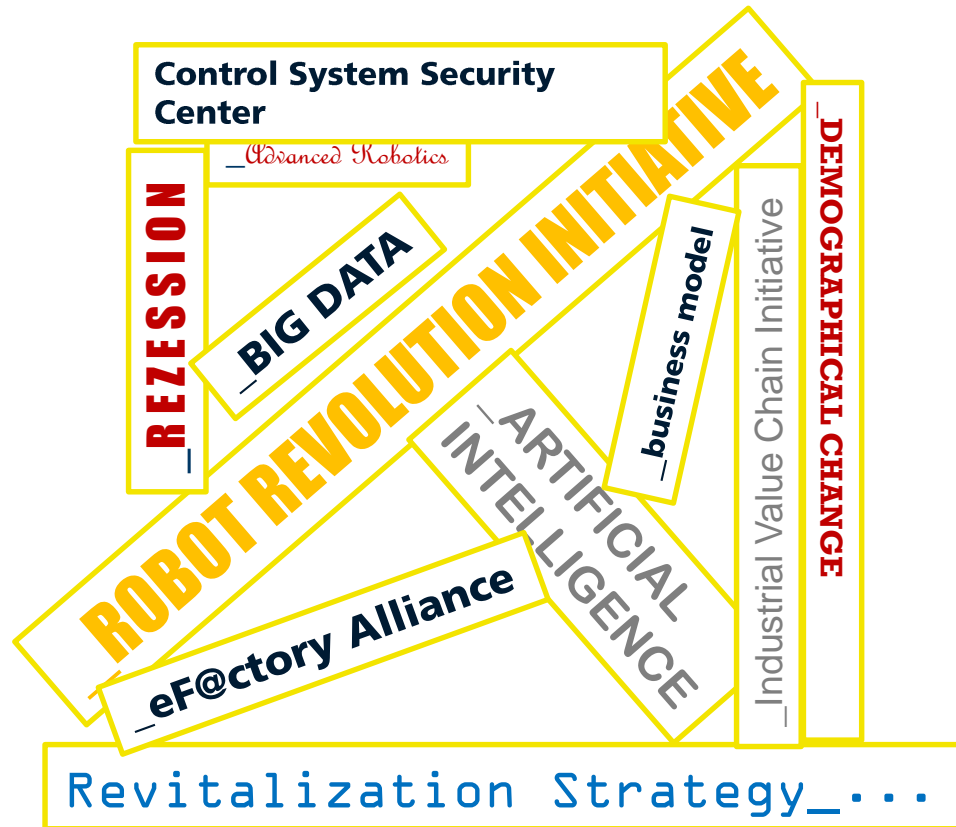 Control System Security
Center
_Advanced Robotics
_REZESSION
_BIG DATA
_ROBOT REVOLUTION INITIATIVE
_business model
_Industrial Value Chain Initiative
_DEMOGRAPHICAL CHANGE
_ARTIFICIAL
INTELLIGENCE
_eF@ctory Alliance
Revitalization Strategy_...